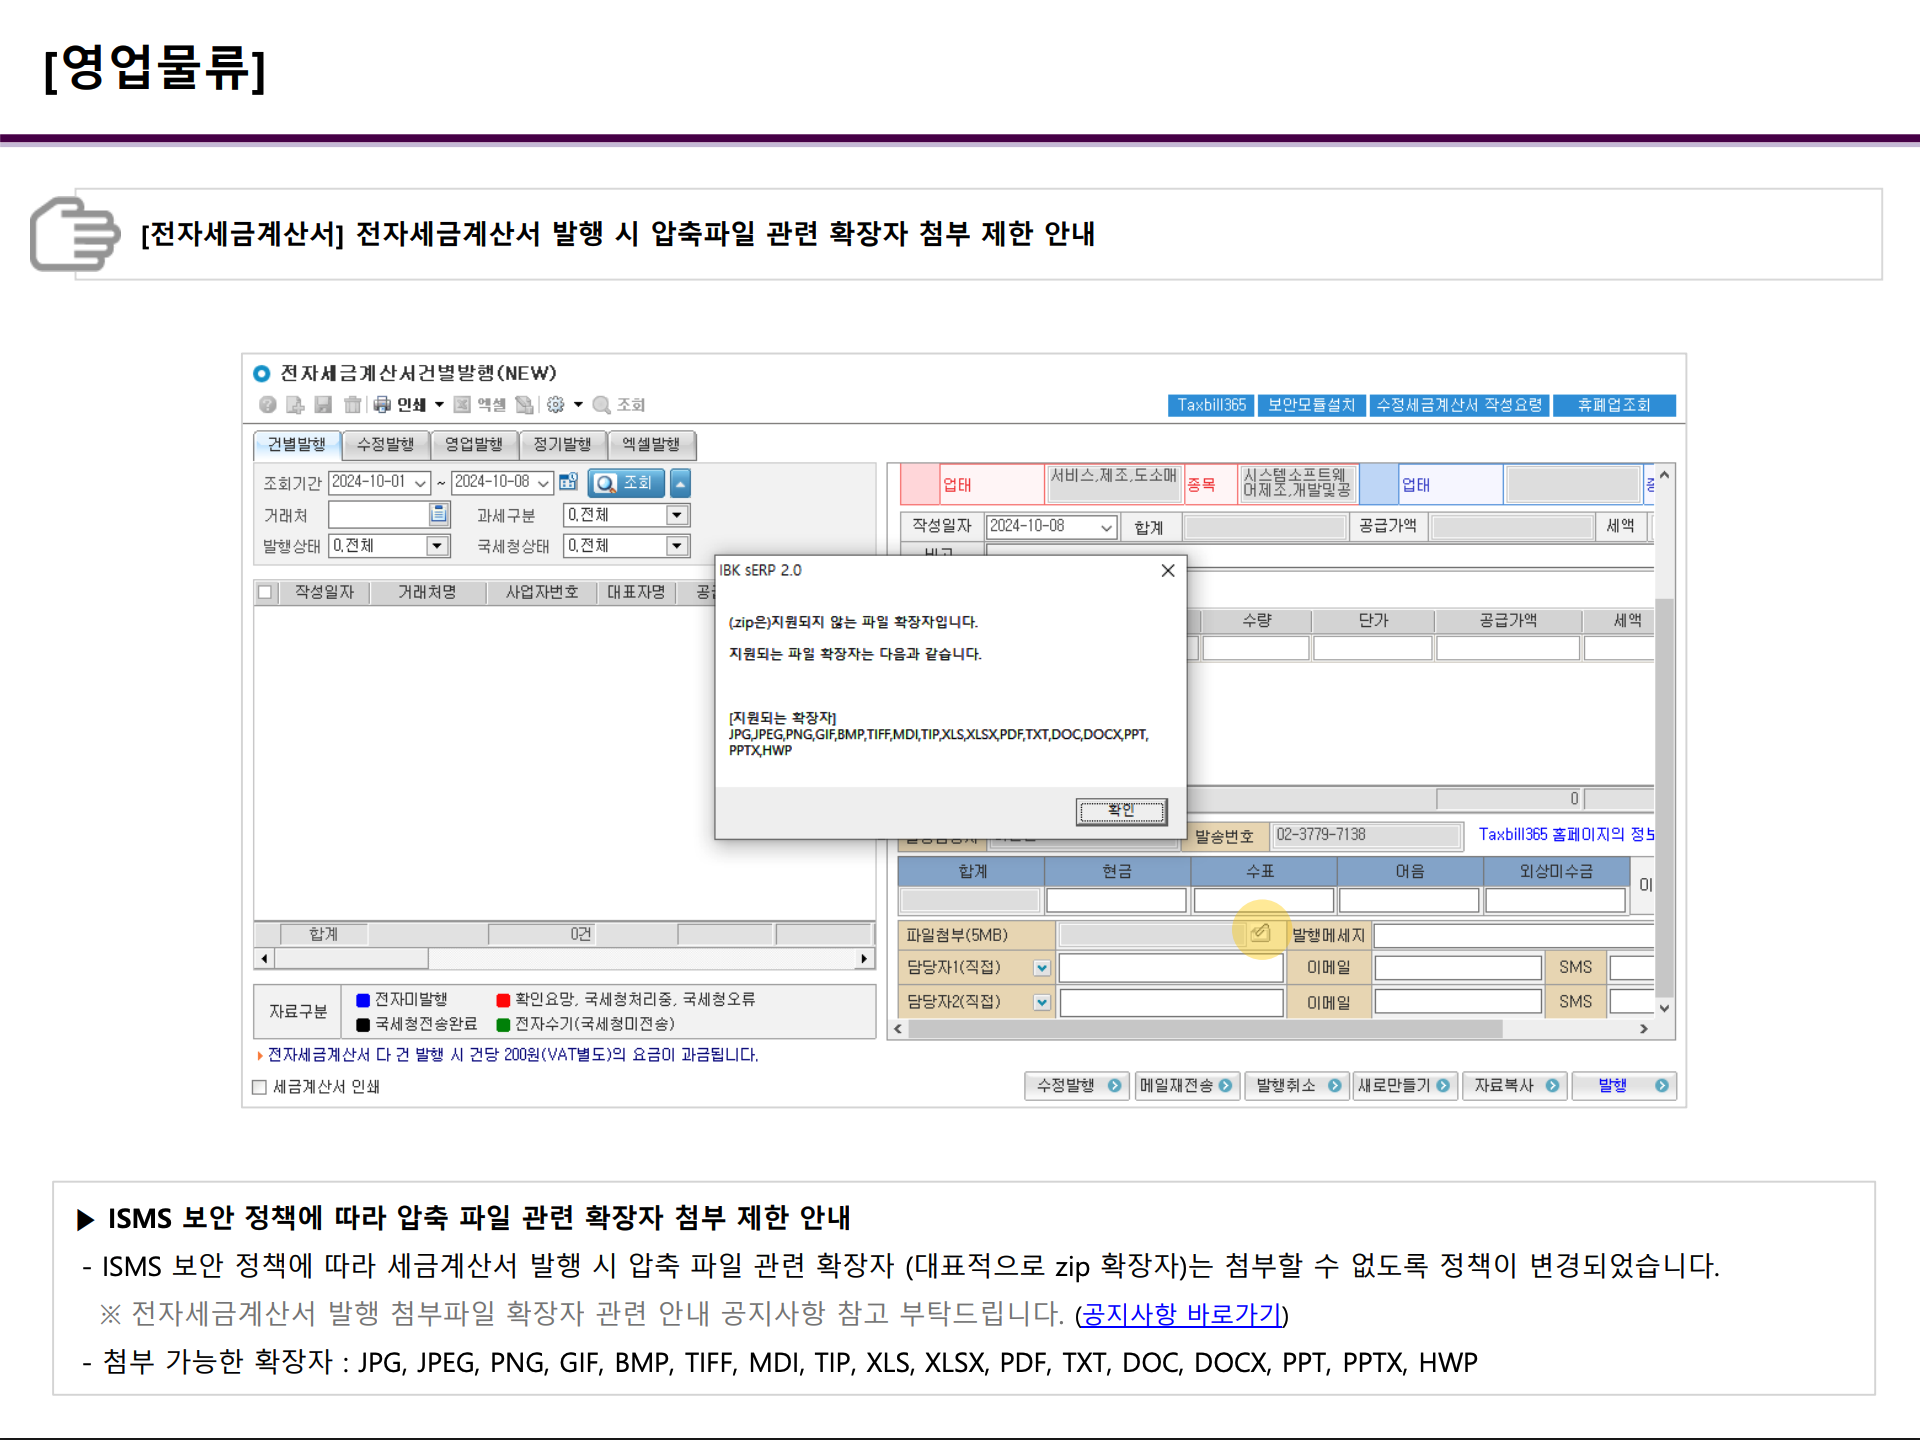 [영업물류]
[전자세금계산서] 전자세금계산서 발행 시 압축파일 관련 확장자 첨부 제한 안내
전자세금계산서건별발행(NEW)
인쇄 엑셀 조회
Taxbill365 보안모듈설치 수정세금계산서 작성요령 휴폐업조회
건별발행 수정발행 영업발행 정기발행 엑셀발행
조회기간 2024-10-01 ~ 2024-10-08 조회
거래처 과세구분 0.전체
발행상태 0.전체 국세청상태 0.전체
작성일자 거래처명 사업자번호 대표자명
업태 서비스,제조,도소매 종목 시스템소프트웨
어제조,개발및공 업태
작성일자 2024-10-08 합계 공급가액 세액
수량 단가 공급가액 세액
IBK sERP 2.0
(.zip은)지원되지 않는 파일 확장자입니다.
지원되는 파일 확장자는 다음과 같습니다.
[지원되는 확장자]
JPG,JPEG,PNG,GIF,BMP,TIFF,MDI,TIP,XLS,XLSX,PDF,TXT,DOC,DOCX,PPT,
PPTX,HWP
확인
0
발송번호 02-3779-7138 Taxbill365 홈페이지의 정보
합계 현금 수표 어음 외상미수금
파일첨부(5MB) 발행메세지
담당자1(직접) 이메일 SMS
담당자2(직접) 이메일 SMS
합계 0건
자료구분 전자미발행 확인요망, 국세청처리중, 국세청오류
국세청전송완료 전자수기(국세청미전송)
전자세금계산서 다 건 발행 시 건당 200원(VAT별도)의 요금이 과금됩니다.
세금계산서 인쇄
수정발행 메일재전송 발행취소 새로만들기 자료복사 발행
▶ ISMS 보안 정책에 따라 압축 파일 관련 확장자 첨부 제한 안내
- ISMS 보안 정책에 따라 세금계산서 발행 시 압축 파일 관련 확장자 (대표적으로 zip 확장자)는 첨부할 수 없도록 정책이 변경되었습니다.
※ 전자세금계산서 발행 첨부파일 확장자 관련 안내 공지사항 참고 부탁드립니다. (공지사항 바로가기)
- 첨부 가능한 확장자 : JPG, JPEG, PNG, GIF, BMP, TIFF, MDI, TIP, XLS, XLSX, PDF, TXT, DOC, DOCX, PPT, PPTX, HWP